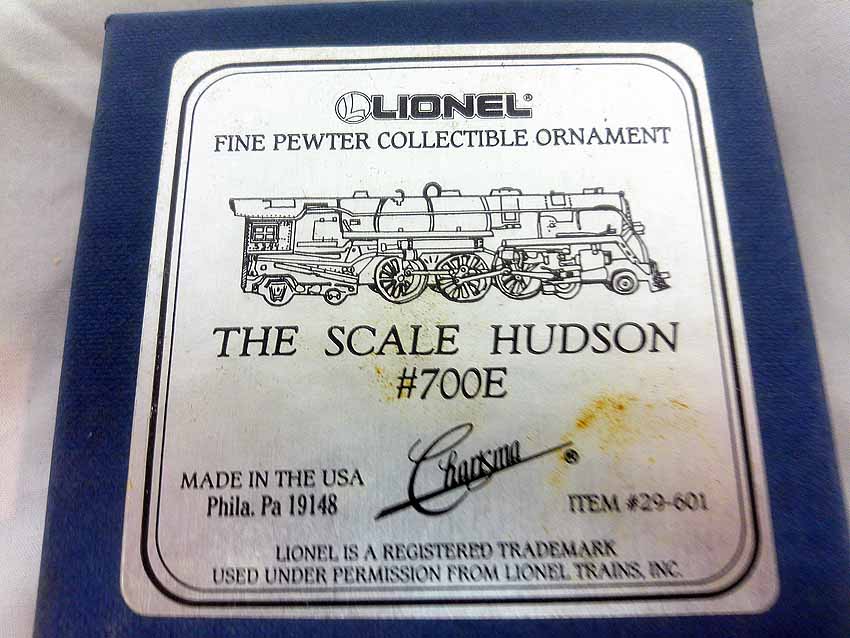 LIONEL®
FINE PEWTER COLLECTIBLE ORNAMENT
THE SCALE HUDSON
#700E
Charisma ®
MADE IN THE USA
Phila. Pa 19148
ITEM #29-601
LIONEL IS A REGISTERED TRADEMARK
USED UNDER PERMISSION FROM LIONEL TRAINS, INC.